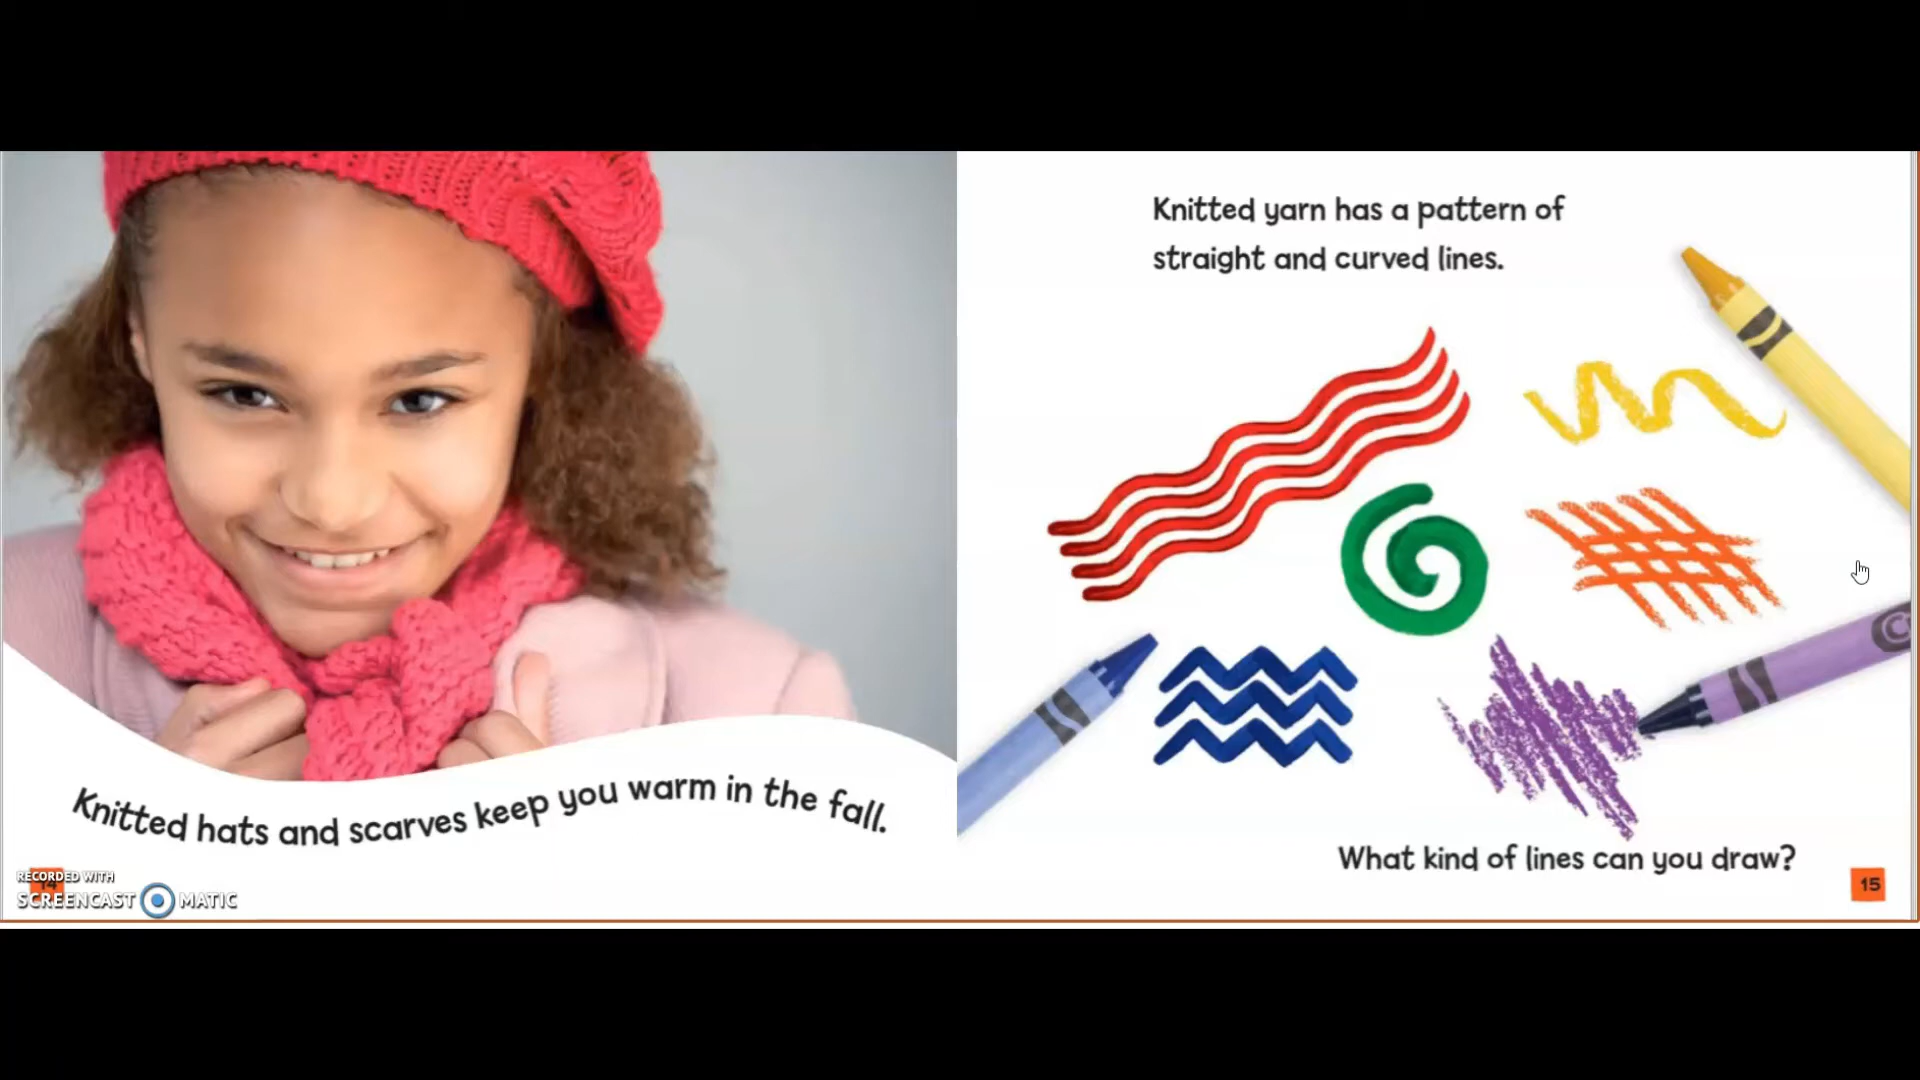 Knitted hats and scarves keep you warm in the fall.
14
RECORDED WITH
SCREENCAST MATIC
Knitted yarn has a pattern of
straight and curved lines.
What kind of lines can you draw?
15